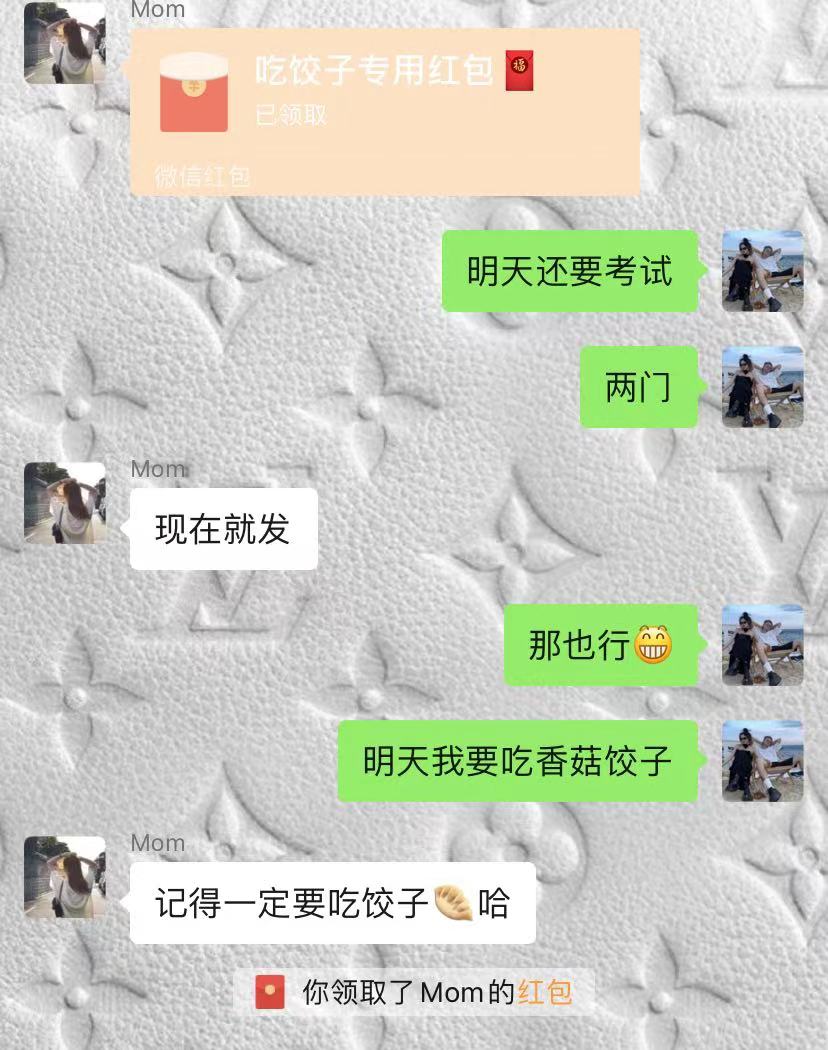 Mom
吃饺子专用红包🧧
已领取
微信红包
明天还要考试
两门
Mom
现在就发
那也行😁
明天我要吃香菇饺子
Mom
记得一定要吃饺子🥟哈
你领取了Mom的红包